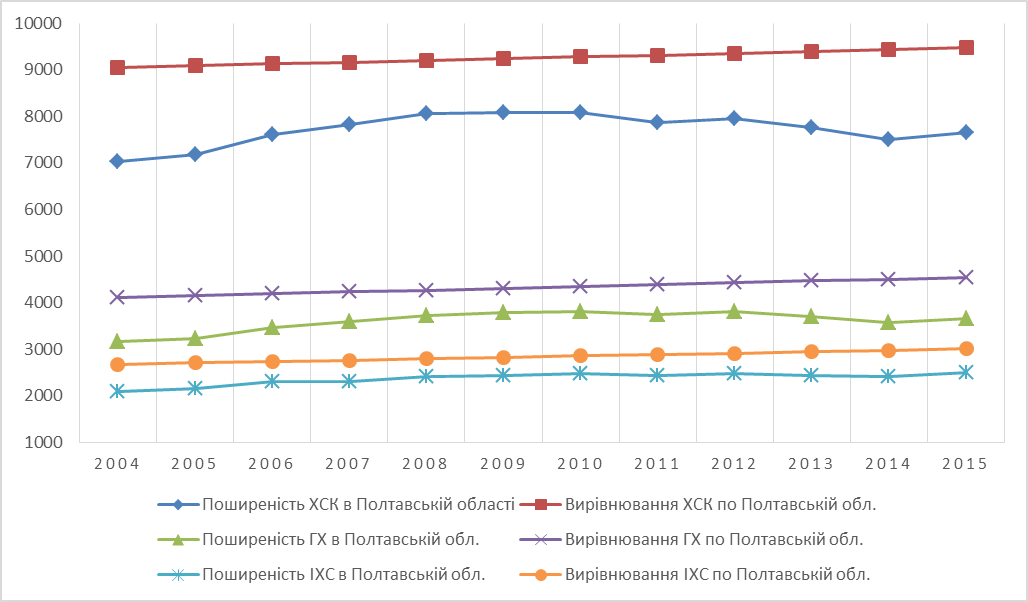 10000
9000
8000
7000
6000
5000
4000
3000
2000
1000
2004 2005 2006 2007 2008 2009 2010 2011 2012 2013 2014 2015
Поширеність ХСК в Полтавській області Вирівнювання ХСК по Полтавській обл.
Поширеність ГХ в Полтавській обл. Вирівнювання ГХ по Полтавській обл.
Поширеність ІХС в Полтавській обл. Вирівнювання ІХС по Полтавській обл.